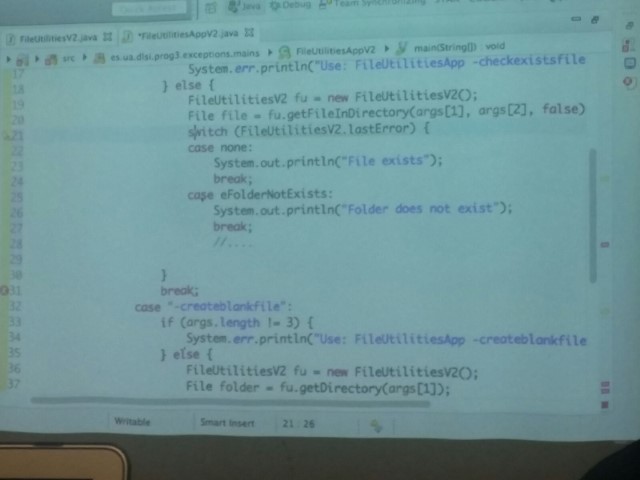 Quick Access Java Debug Team Synchronizing
FileUtilitiesV2.java *FileUtilitiesAppV2.java
src es.ua.dlsi.prog3.exceptions.mains FileUtilitiesAppV2 main(String[]) : void
17 System.err.println("Use: FileUtilitiesApp -checkexistsfile
18 } else {
19 FileUtilitiesV2 fu = new FileUtilitiesV2();
20 File file = fu.getFileInDirectory(args[1], args[2], false)
21 switch (FileUtilitiesV2.lastError) {
22 case none:
23 System.out.println("File exists");
24 break;
25 case eFolderNotExists:
26 System.out.println("Folder does not exist");
27 break;
28 //....
29
30 }
31 break;
32 case "-createblankfile":
33 if (args.length != 3) {
34 System.err.println("Use: FileUtilitiesApp -createblankfile
35 } else {
36 FileUtilitiesV2 fu = new FileUtilitiesV2();
37 File folder = fu.getDirectory(args[1]);
Writable Smart Insert 21 : 26